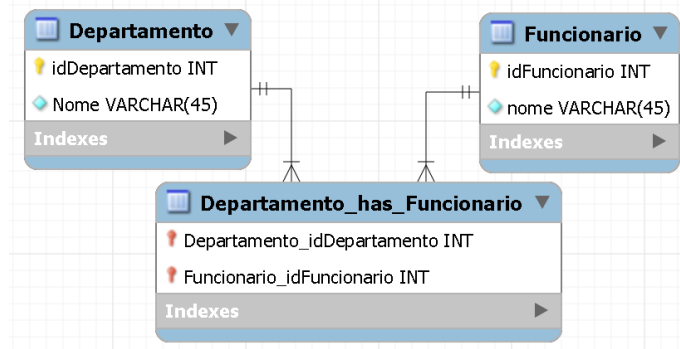 Departamento
idDepartamento INT
Nome VARCHAR(45)
Indexes
Funcionario
idFuncionario INT
nome VARCHAR(45)
Indexes
Departamento_has_Funcionario
Departamento_idDepartamento INT
Funcionario_idFuncionario INT
Indexes